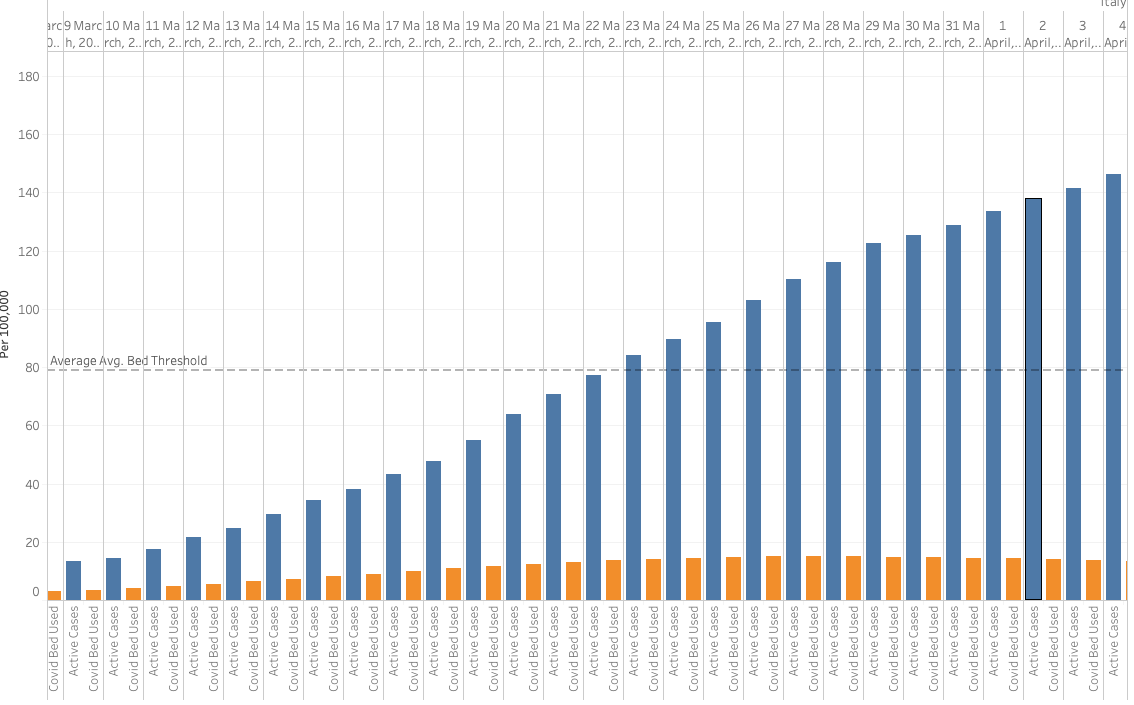 Italy
arc 9 Marc 10 Ma 11 Ma 12 Ma 13 Ma 14 Ma 15 Ma 16 Ma 17 Ma 18 Ma 19 Ma 20 Ma 21 Ma 22 Ma 23 Ma 24 Ma 25 Ma 26 Ma 27 Ma 28 Ma 29 Ma 30 Ma 31 Ma 1 2 3 4
0.. h, 20.. rch, 2.. rch, 2.. rch, 2.. rch, 2.. rch, 2.. rch, 2.. rch, 2.. rch, 2.. rch, 2.. rch, 2.. rch, 2.. rch, 2.. rch, 2.. rch, 2.. rch, 2.. rch, 2.. rch, 2.. rch, 2.. rch, 2.. rch, 2.. rch, 2.. rch, 2.. April,.. April,.. April,.. Apri
180
160
140
120
100
80
60
40
20
0
Per 100,000
Average Avg. Bed Threshold
Covid Bed Used
Active Cases
Covid Bed Used
Active Cases
Covid Bed Used
Active Cases
Covid Bed Used
Active Cases
Covid Bed Used
Active Cases
Covid Bed Used
Active Cases
Covid Bed Used
Active Cases
Covid Bed Used
Active Cases
Covid Bed Used
Active Cases
Covid Bed Used
Active Cases
Covid Bed Used
Active Cases
Covid Bed Used
Active Cases
Covid Bed Used
Active Cases
Covid Bed Used
Active Cases
Covid Bed Used
Active Cases
Covid Bed Used
Active Cases
Covid Bed Used
Active Cases
Covid Bed Used
Active Cases
Covid Bed Used
Active Cases
Covid Bed Used
Active Cases
Covid Bed Used
Active Cases
Covid Bed Used
Active Cases
Covid Bed Used
Active Cases
Covid Bed Used
Active Cases
Covid Bed Used
Active Cases
Covid Bed Used
Active Cases
Covid Bed Used
Active Cases